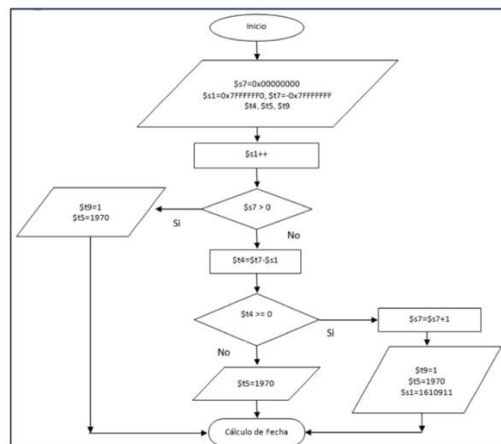 Inicio
$s7=0x00000000
$s1=0x7FFFFFF0, $t7=-0x7FFFFFFF
$t4, $t5, $t9
$s1++
$s7 > 0
Si
No
$t9=1
$t5=1970
$t4=$t7-$s1
$t4 >= 0
Si
No
$s7=$s7+1
$t9=1
$t5=1970
$s1=1610911
$t5=1970
Cálculo de Fecha